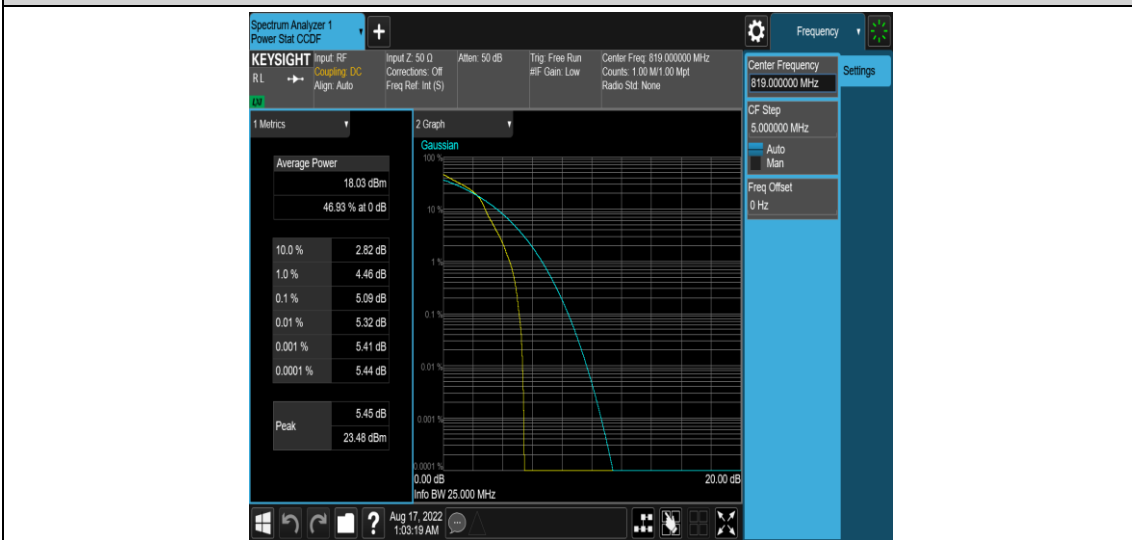 Spectrum Analyzer 1
Power Stat CCDF
+
Frequency
KEYSIGHT
Input: RF
Coupling: DC
Align: Auto
RL
LXI
Input Z: 50 Ω
Corrections: Off
Freq Ref: Int (S)
Atten: 50 dB
Trig: Free Run
#IF Gain: Low
Center Freq: 819.000000 MHz
Counts: 1.00 M/1.00 Mpt
Radio Std: None
Center Frequency
819.000000 MHz
Settings
CF Step
5.000000 MHz
Auto
Man
Freq Offset
0 Hz
1 Metrics
Average Power
18.03 dBm
46.93 % at 0 dB
10.0 % 2.82 dB
1.0 % 4.46 dB
0.1 % 5.09 dB
0.01 % 5.32 dB
0.001 % 5.41 dB
0.0001 % 5.44 dB
Peak
5.45 dB
23.48 dBm
2 Graph
Gaussian
100 %
10 %
1 %
0.1 %
0.01 %
0.001 %
0.0001 %
0.00 dB
20.00 dB
Info BW 25.000 MHz
?
Aug 17, 2022
1:03:19 AM